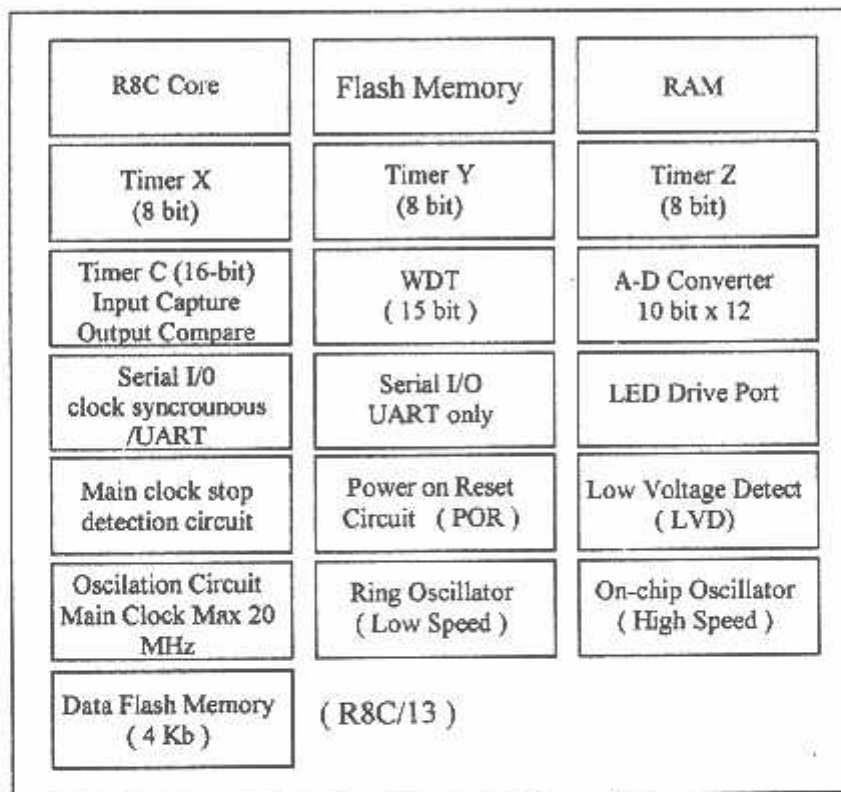 R8C Core
Flash Memory
RAM
Timer X
(8 bit)
Timer Y
(8 bit)
Timer Z
(8 bit)
Timer C (16-bit)
Input Capture
Output Compare
WDT
( 15 bit )
A-D Converter
10 bit x 12
Serial I/0
clock syncrounous
/UART
Serial I/O
UART only
LED Drive Port
Main clock stop
detection circuit
Power on Reset
Circuit ( POR )
Low Voltage Detect
( LVD)
Oscilation Circuit
Main Clock Max 20
MHz
Ring Oscillator
( Low Speed )
On-chip Oscillator
( High Speed )
Data Flash Memory
( 4 Kb )
( R8C/13 )